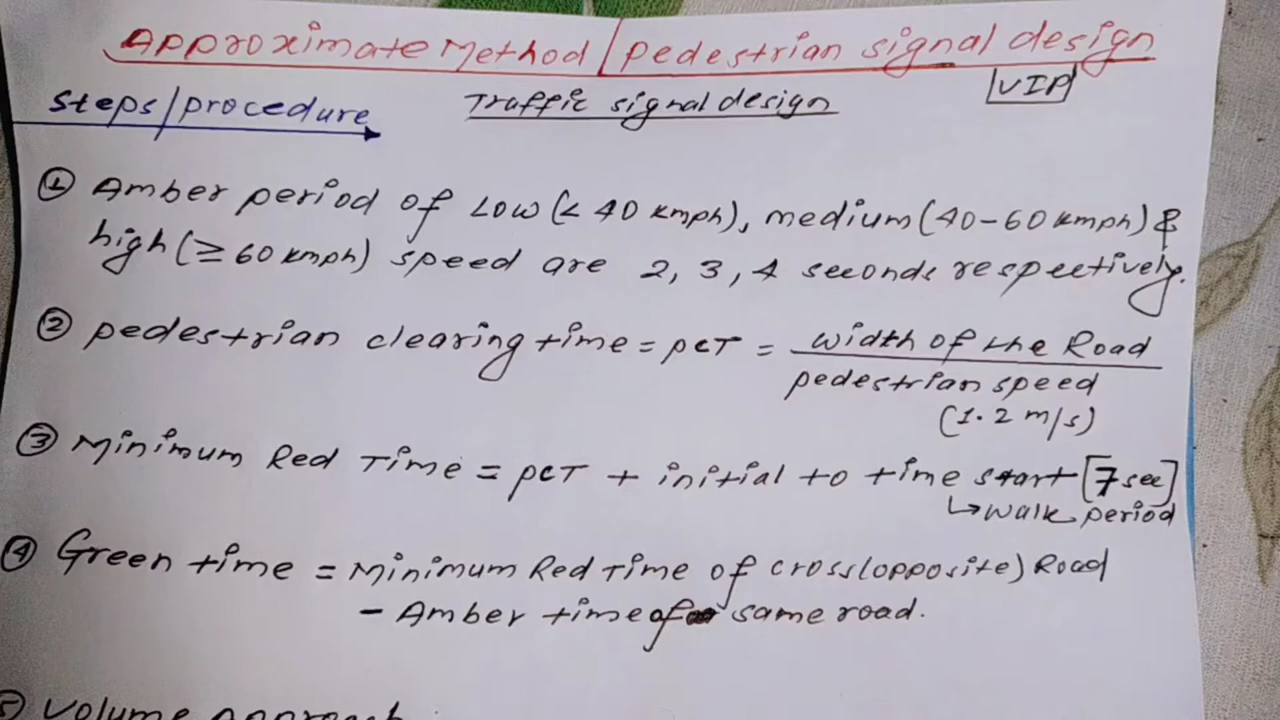 Approximate Method / pedestrian signal design
steps/procedure Traffic signal design VIP
① Amber period of Low (< 40 kmph), medium (40-60 kmph) &
high (≥ 60 kmph) speed are 2, 3, 4 seconds respectively.
② pedestrian clearing time = PCT = width of the Road
pedestrian speed
(1.2 m/s)
③ Minimum Red Time = PCT + initial to time start [7 sec]
↳ walk period
④ Green time = Minimum Red Time of cross(opposite) Road
- Amber time of same road.
⑤ Volume Approach